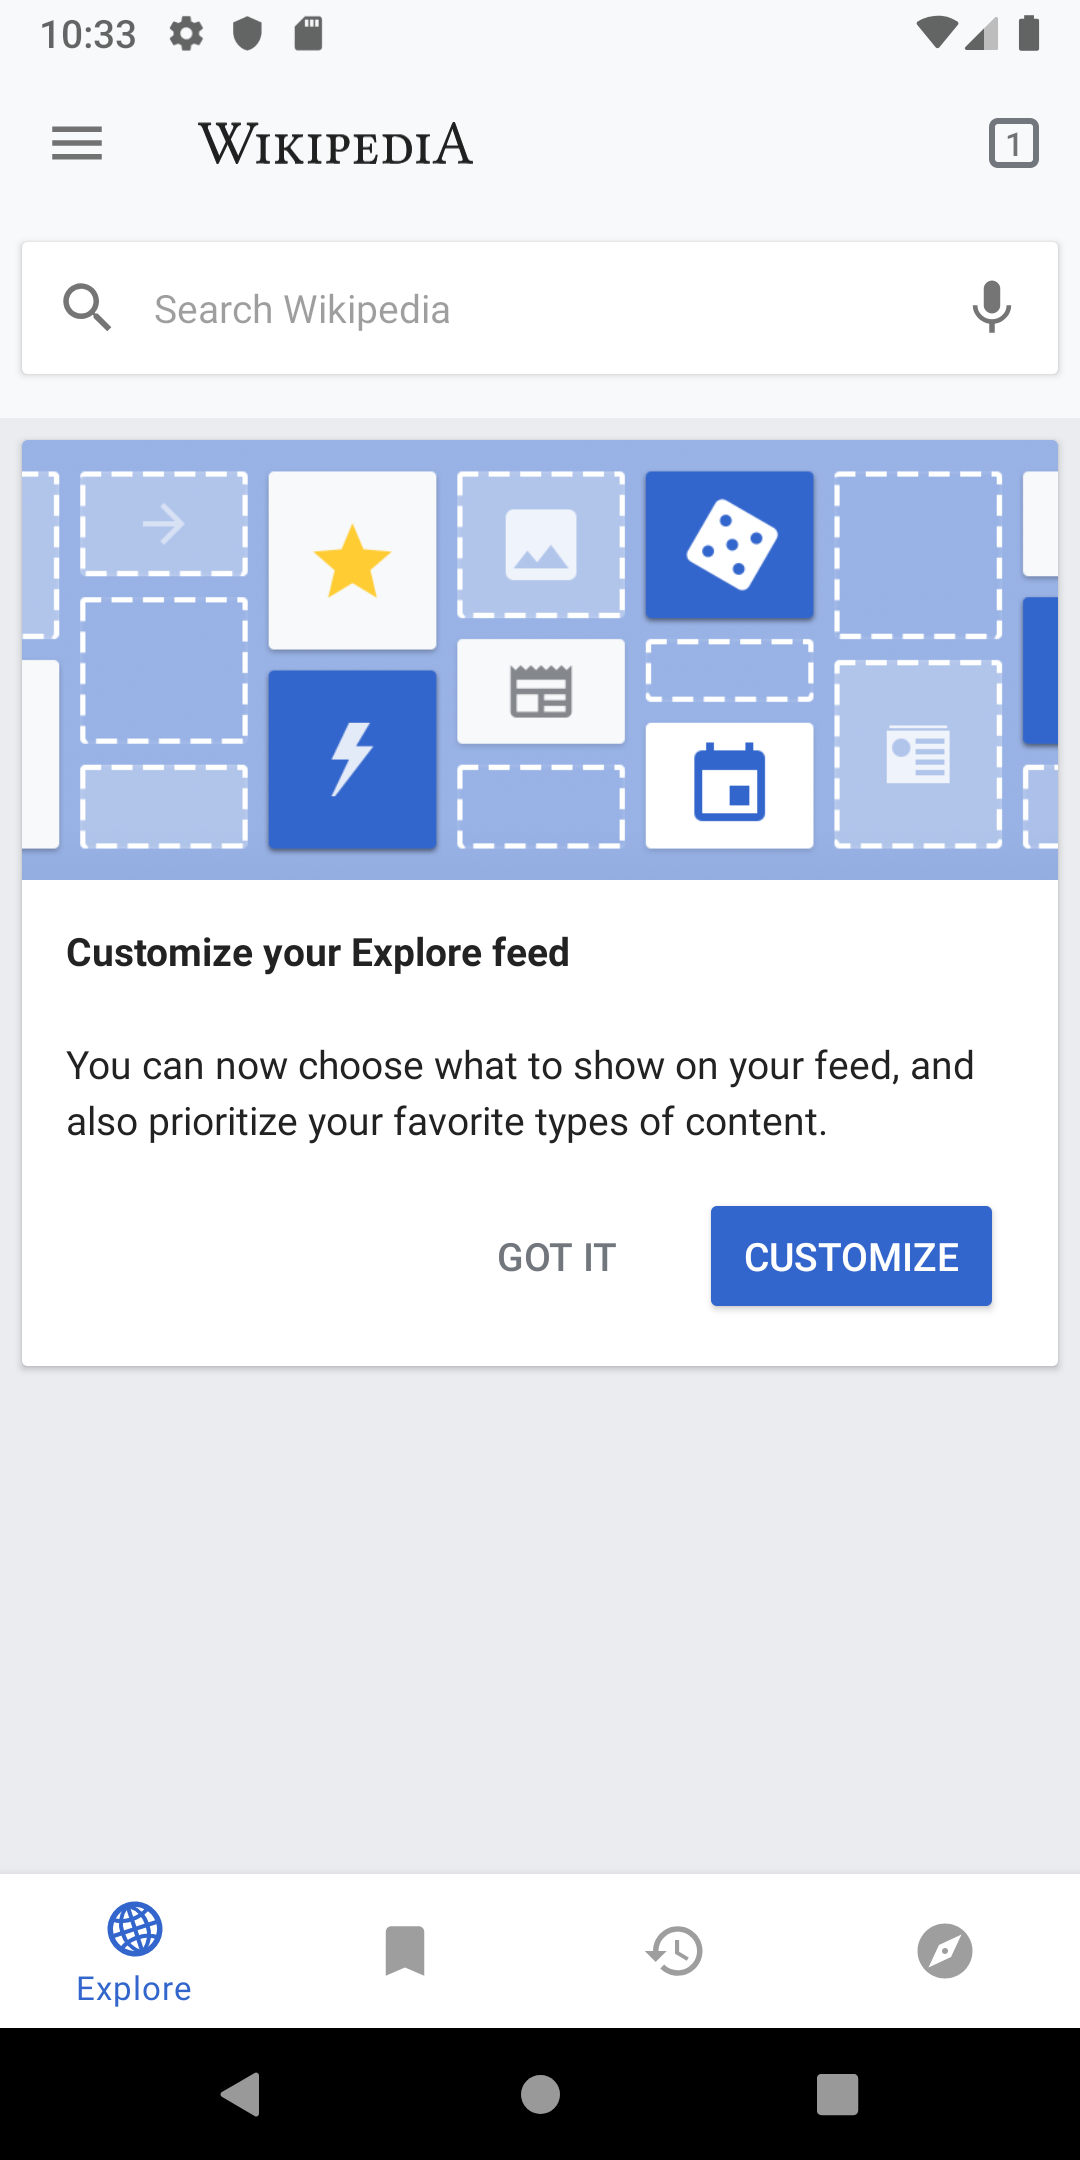 10:33
WIKIPEDIA
1
Search Wikipedia
Customize your Explore feed
You can now choose what to show on your feed, and
also prioritize your favorite types of content.
GOT IT
CUSTOMIZE
Explore